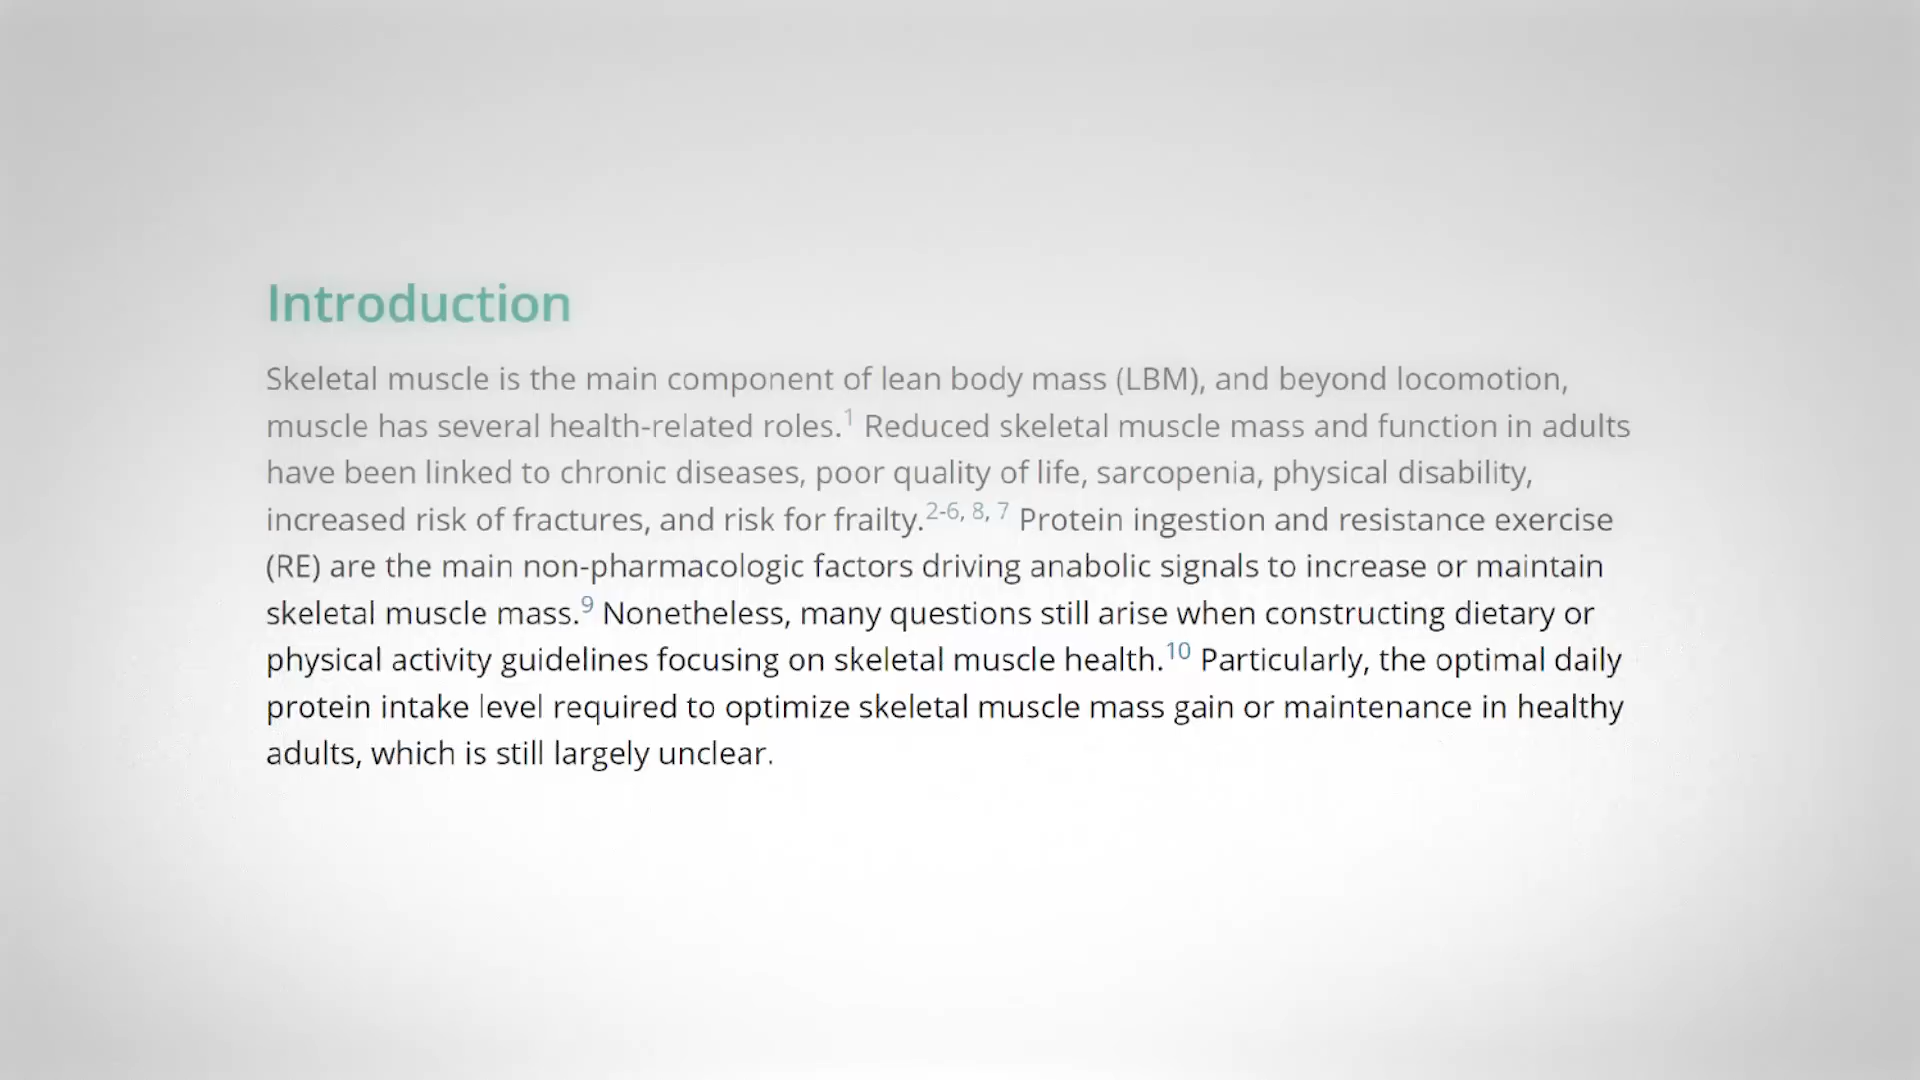 Introduction
Skeletal muscle is the main component of lean body mass (LBM), and beyond locomotion,
muscle has several health-related roles.1 Reduced skeletal muscle mass and function in adults
have been linked to chronic diseases, poor quality of life, sarcopenia, physical disability,
increased risk of fractures, and risk for frailty.2-6, 8, 7 Protein ingestion and resistance exercise
(RE) are the main non-pharmacologic factors driving anabolic signals to increase or maintain
skeletal muscle mass.9 Nonetheless, many questions still arise when constructing dietary or
physical activity guidelines focusing on skeletal muscle health.10 Particularly, the optimal daily
protein intake level required to optimize skeletal muscle mass gain or maintenance in healthy
adults, which is still largely unclear.